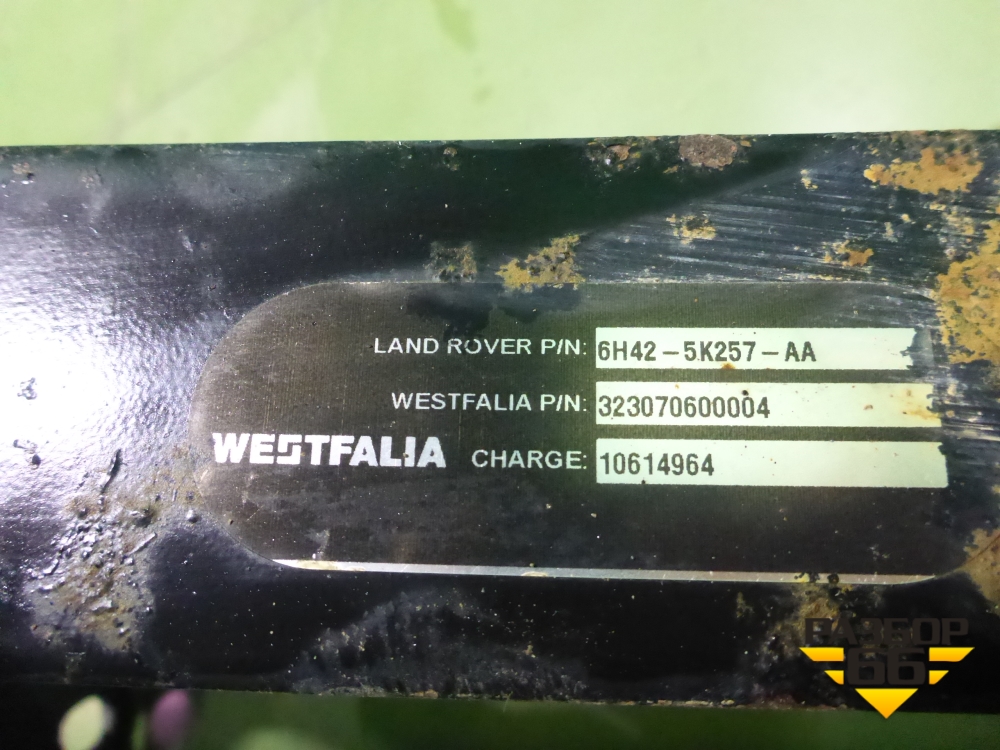 LAND ROVER P/N: 6H42-5K257-AA
WESTFALIA P/N: 323070600004
WESTFALIA CHARGE: 10614964
РАЗБОР
66